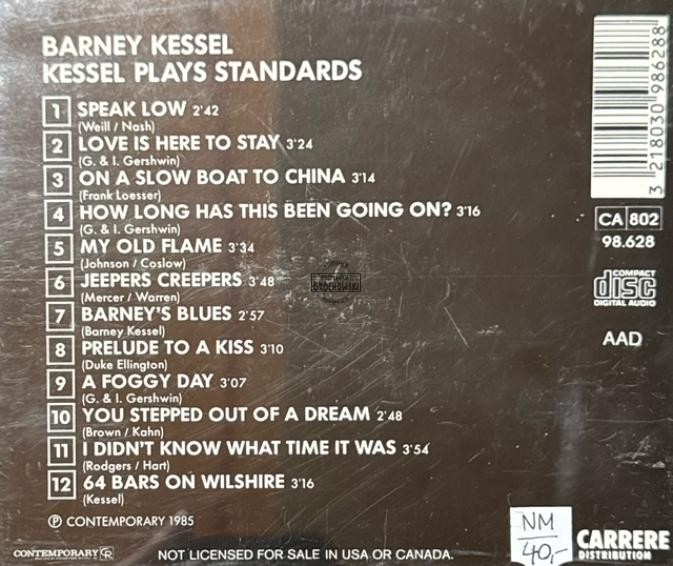 BARNEY KESSEL
KESSEL PLAYS STANDARDS
1 SPEAK LOW 2'42
(Weill / Nash)
2 LOVE IS HERE TO STAY 3'24
(G. & I. Gershwin)
3 ON A SLOW BOAT TO CHINA 3'14
(Frank Loesser)
4 HOW LONG HAS THIS BEEN GOING ON? 3'16
(G. & I. Gershwin)
5 MY OLD FLAME 3'34
(Johnson / Coslow)
6 JEEPERS CREEPERS 3'48
(Mercer / Warren)
7 BARNEY'S BLUES 2'57
(Barney Kessel)
8 PRELUDE TO A KISS 3'10
(Duke Ellington)
9 A FOGGY DAY 3'07
(G. & I. Gershwin)
10 YOU STEPPED OUT OF A DREAM 2'48
(Brown / Kahn)
11 I DIDN'T KNOW WHAT TIME IT WAS 3'54
(Rodgers / Hart)
12 64 BARS ON WILSHIRE 3'16
(Kessel)
℗ CONTEMPORARY 1985
CONTEMPORARY CR
NOT LICENSED FOR SALE IN USA OR CANADA.
3 218030 986288
CA 802
98.628
COMPACT
disc
DIGITAL AUDIO
AAD
NM
40,-
CARRERE
DISTRIBUTION